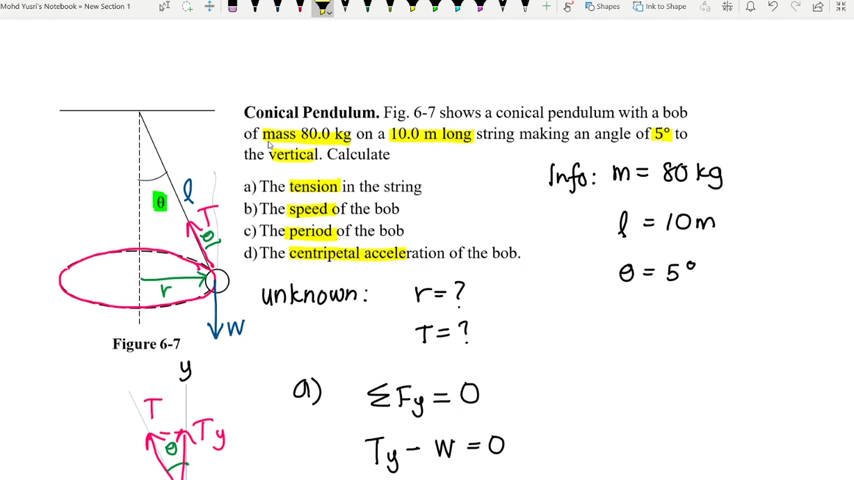 Mohd Yusri's Notebook » New Section 1
Shapes
Ink to Shape
Conical Pendulum. Fig. 6-7 shows a conical pendulum with a bob
of mass 80.0 kg on a 10.0 m long string making an angle of 5° to
the vertical. Calculate
a) The tension in the string
b) The speed of the bob
c) The period of the bob
d) The centripetal acceleration of the bob.
Info: m = 80 kg
l = 10 m
θ = 5°
θ
l
T
θ
r
W
Figure 6-7
unknown: r = ?
T = ?
y
T
Ty
θ
a) ΣFy = 0
Ty - W = 0